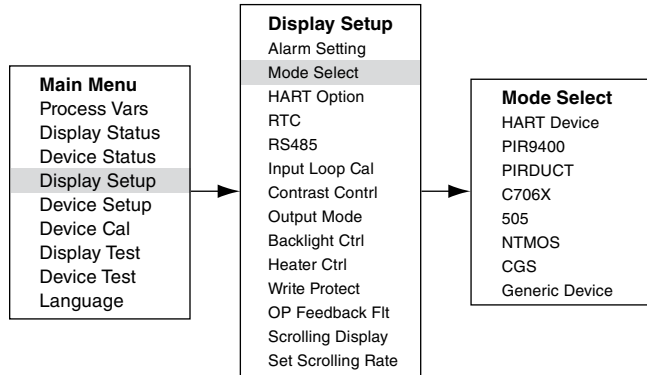 Main Menu
Process Vars
Display Status
Device Status
Display Setup
Device Setup
Device Cal
Display Test
Device Test
Language
Display Setup
Alarm Setting
Mode Select
HART Option
RTC
RS485
Input Loop Cal
Contrast Contrl
Output Mode
Backlight Ctrl
Heater Ctrl
Write Protect
OP Feedback Flt
Scrolling Display
Set Scrolling Rate
Mode Select
HART Device
PIR9400
PIRDUCT
C706X
505
NTMOS
CGS
Generic Device